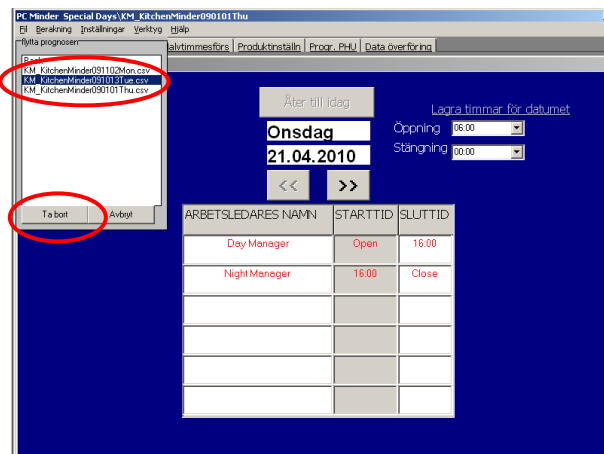 PC Minder Special Days\KM_KitchenMinder090101Thu
Fil Berakning Inställningar Verktyg Hjälp
flytta prognosen
alvtimmesförs Produktinställn Progr. PHU Data överföring
KM_KitchenMinder091102Mon.csv
KM_KitchenMinder091013Tue.csv
KM_KitchenMinder090101Thu.csv
Ta bort Avbryt
Åter till idag
Onsdag
21.04.2010
<< >>
Lagra timmar för datumet
Öppning 06:00
Stängning 00:00
ARBETSLEDARES NAMN STARTTID SLUTTID
Day Manager Open 16:00
Night Manager 16:00 Close